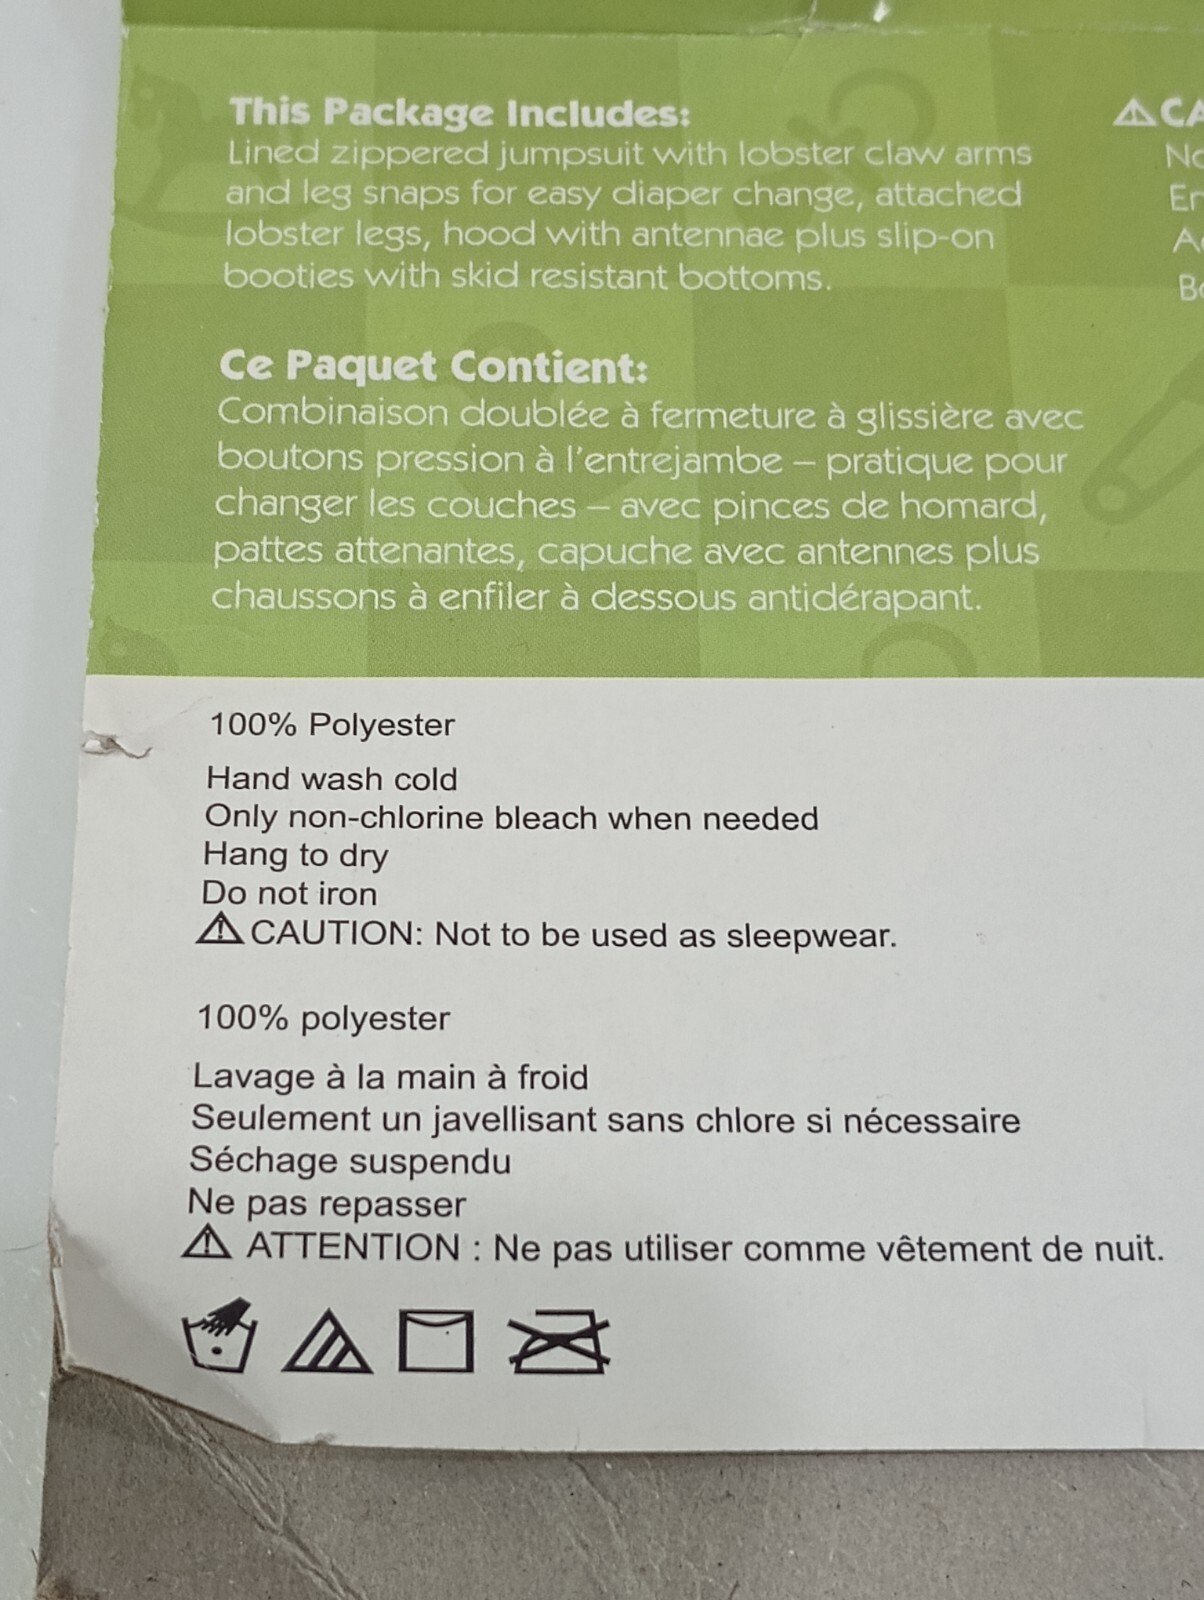 This Package Includes:
Lined zippered jumpsuit with lobster claw arms
and leg snaps for easy diaper change, attached
lobster legs, hood with antennae plus slip-on
booties with skid resistant bottoms.
Ce Paquet Contient:
Combinaison doublée à fermeture à glissière avec
boutons pression à l'entrejambe – pratique pour
changer les couches – avec pinces de homard,
pattes attenantes, capuche avec antennes plus
chaussons à enfiler à dessous antidérapant.
100% Polyester
Hand wash cold
Only non-chlorine bleach when needed
Hang to dry
Do not iron
⚠ CAUTION: Not to be used as sleepwear.
100% polyester
Lavage à la main à froid
Seulement un javellisant sans chlore si nécessaire
Séchage suspendu
Ne pas repasser
⚠ ATTENTION : Ne pas utiliser comme vêtement de nuit.